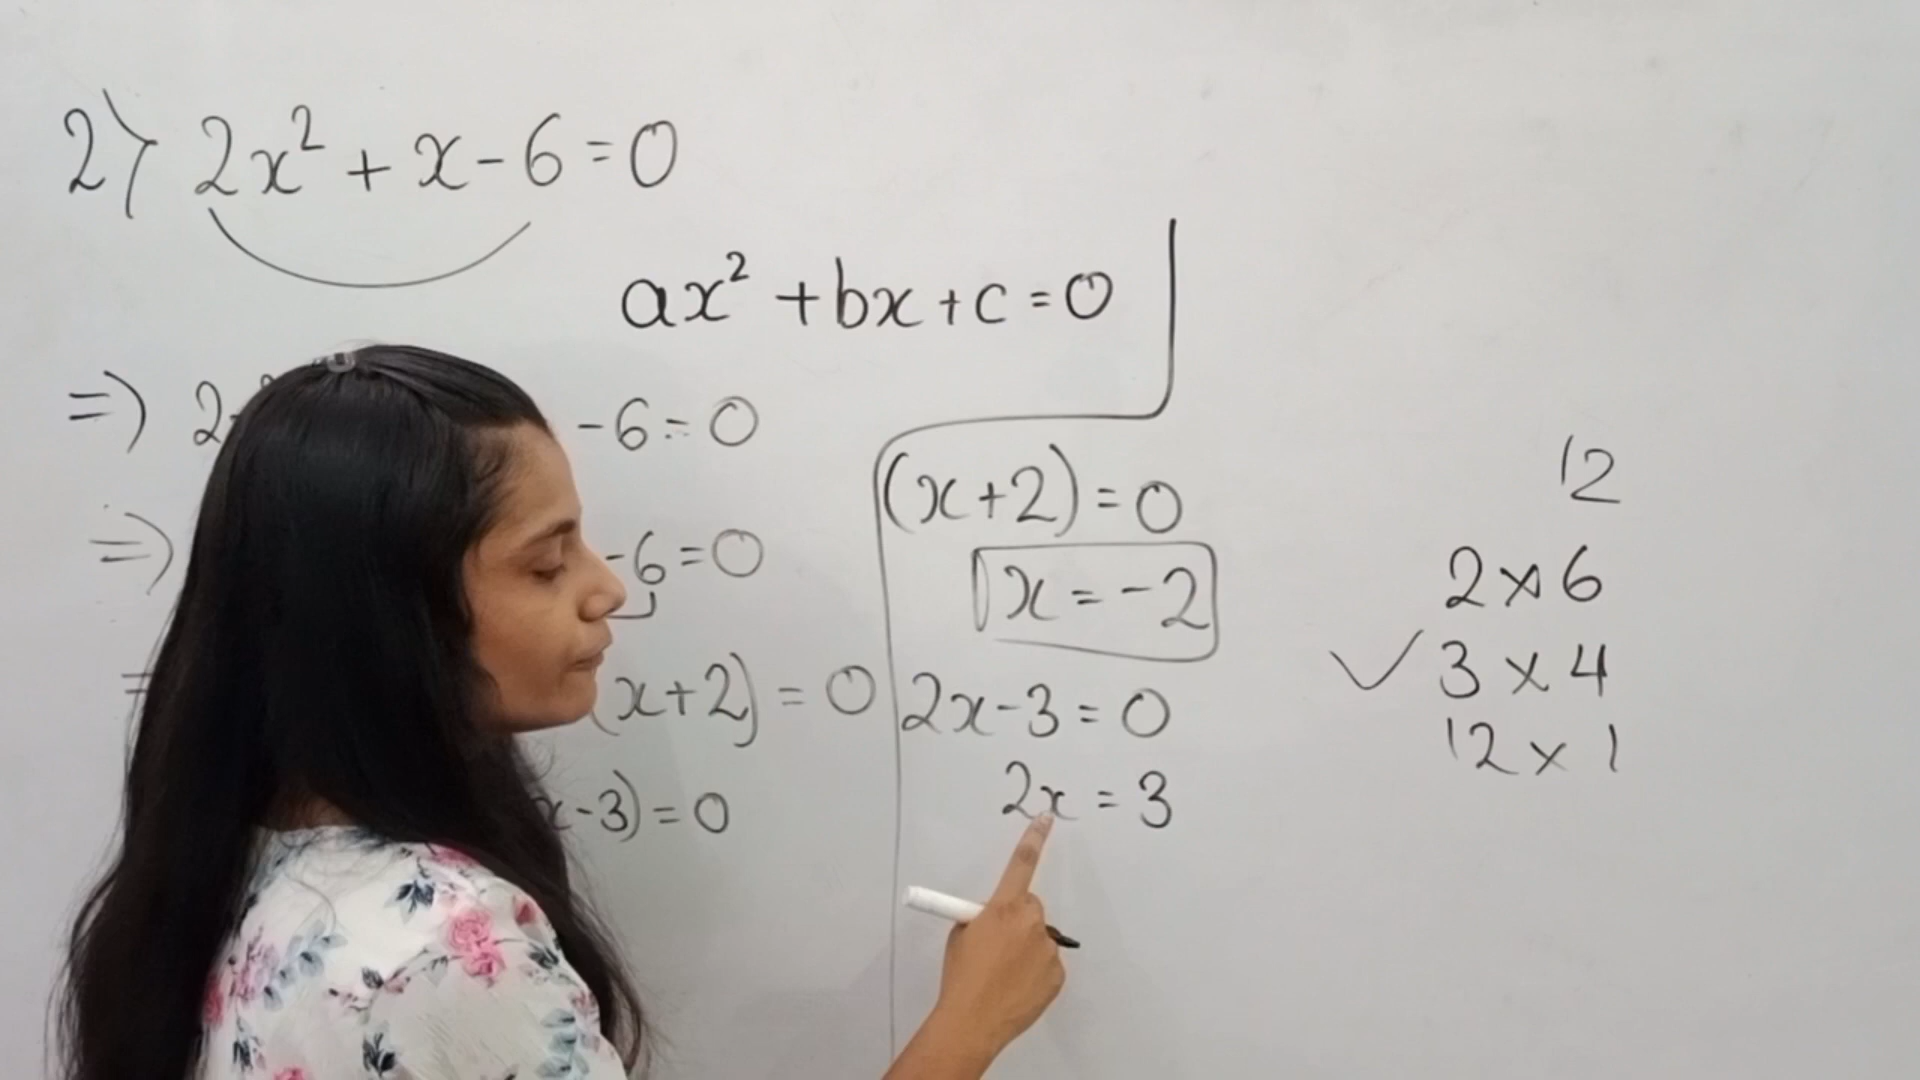 2) 2x² + x - 6 = 0
ax² + bx + c = 0
=) 2 - 6 = 0
=) - 6 = 0
= (x+2) = 0
x-3) = 0
(x+2) = 0
x = -2
2x-3 = 0
2x = 3
12
2 x 6
✓ 3 x 4
12 x 1